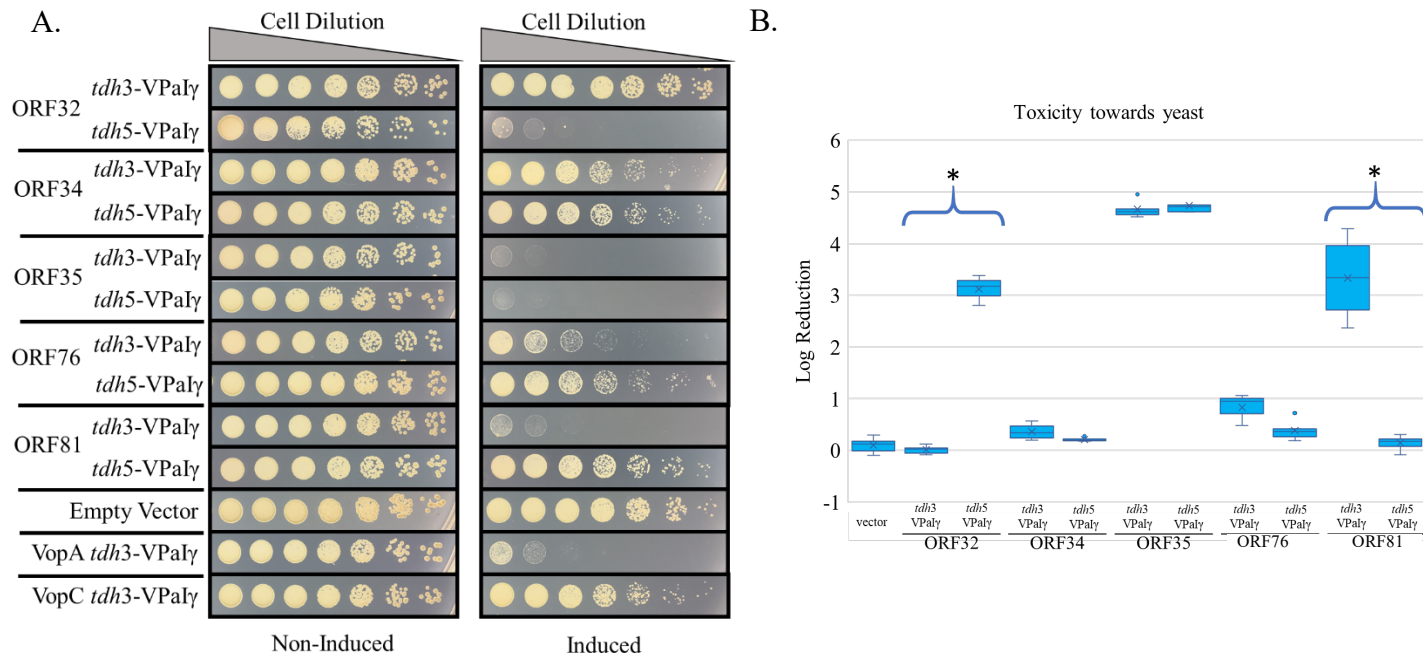 A.
Cell Dilution
Cell Dilution
ORF32
tdh3-VPaIγ
tdh5-VPaIγ
ORF34
tdh3-VPaIγ
tdh5-VPaIγ
ORF35
tdh3-VPaIγ
tdh5-VPaIγ
ORF76
tdh3-VPaIγ
tdh5-VPaIγ
ORF81
tdh3-VPaIγ
tdh5-VPaIγ
Empty Vector
VopA tdh3-VPaIγ
VopC tdh3-VPaIγ
Non-Induced
Induced
B.
Toxicity towards yeast
* *
Log Reduction
6
5
4
3
2
1
0
-1
vector
tdh3 VPaIγ
tdh5 VPaIγ
ORF32
tdh3 VPaIγ
tdh5 VPaIγ
ORF34
tdh3 VPaIγ
tdh5 VPaIγ
ORF35
tdh3 VPaIγ
tdh5 VPaIγ
ORF76
tdh3 VPaIγ
tdh5 VPaIγ
ORF81